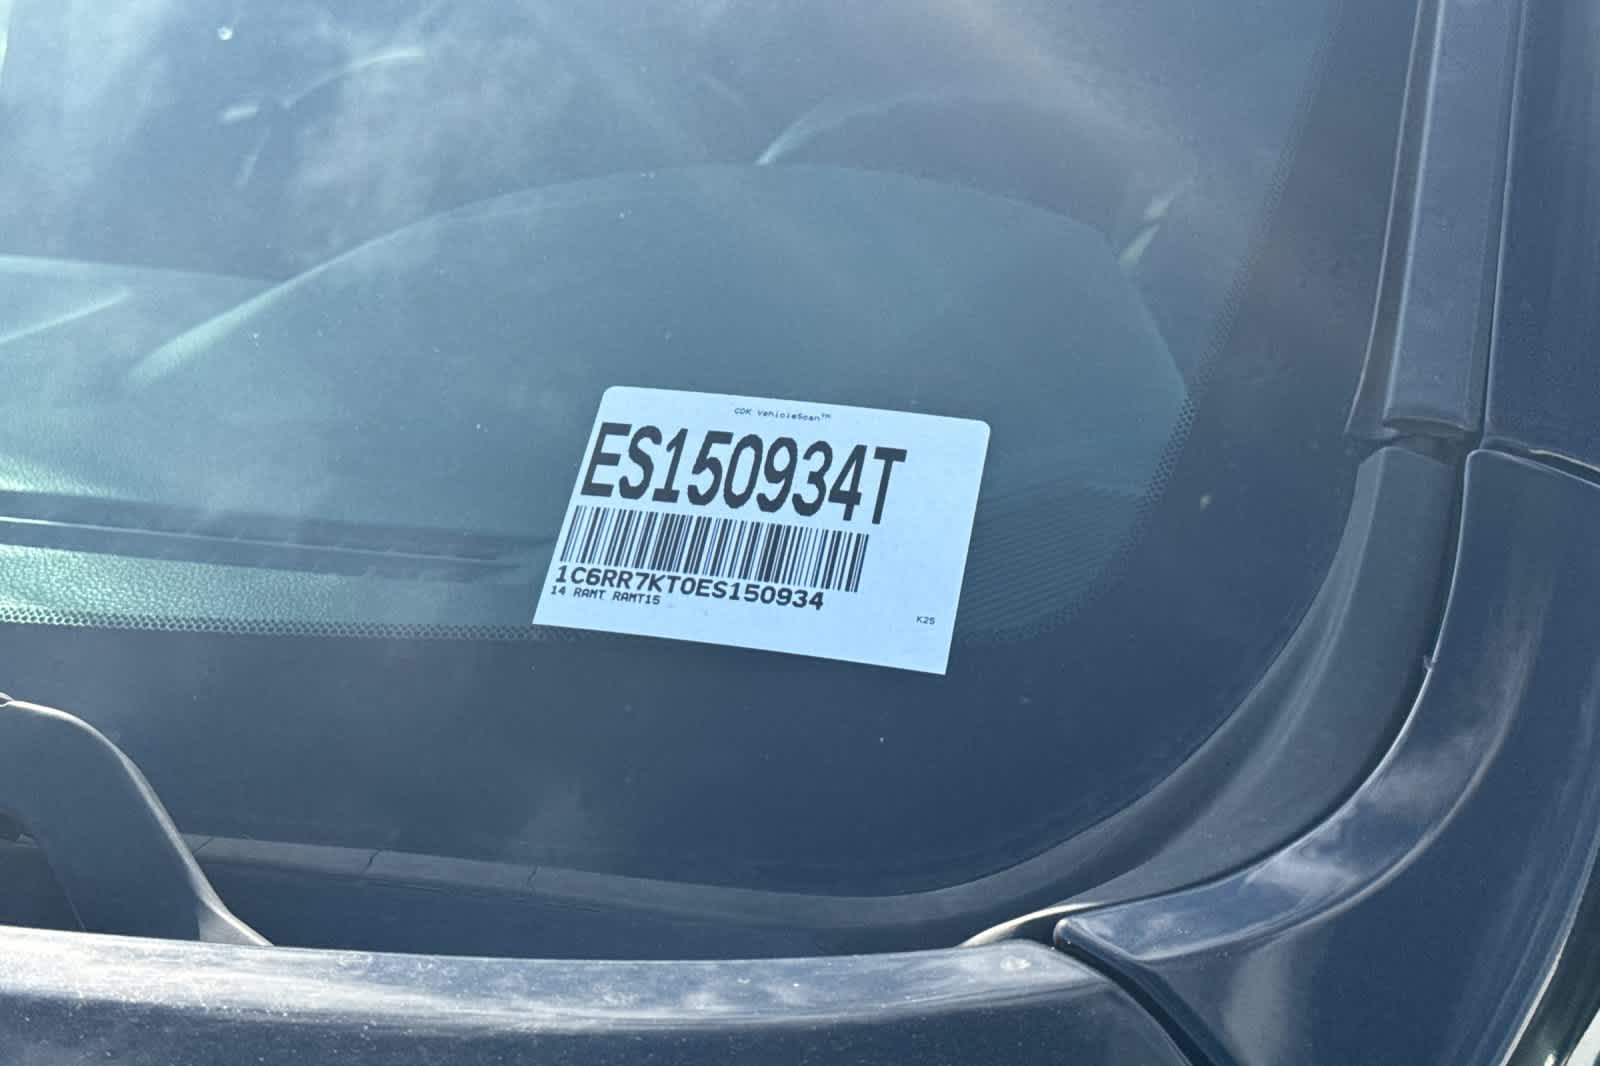 CDK VehicleScan™
ES150934T
1C6RR7KT0ES150934
14 RAMT RAMT15
K25